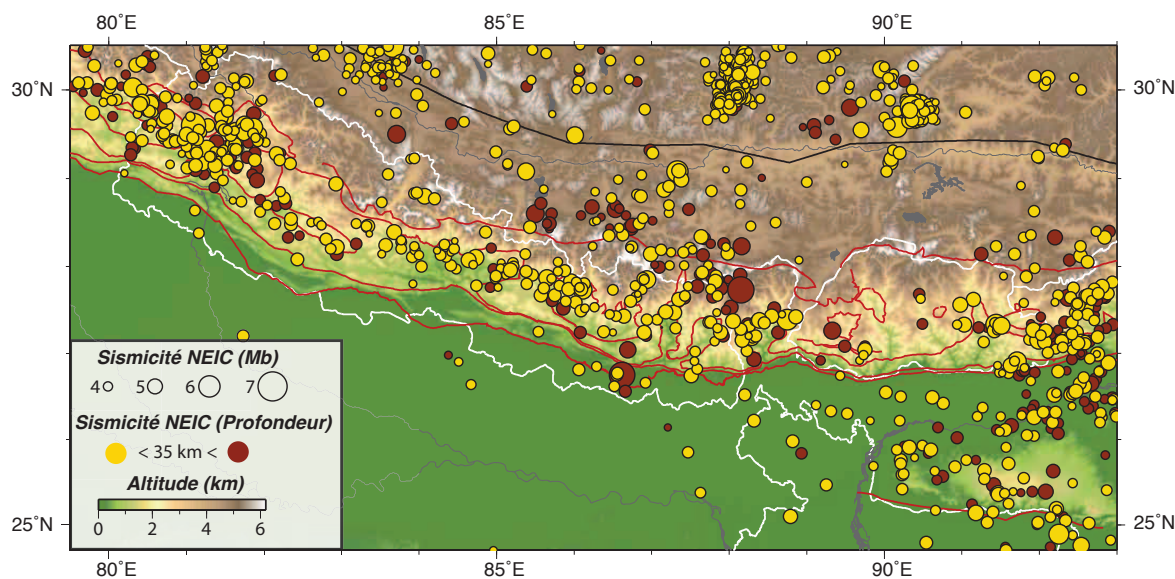 80°E 85°E 90°E
30°N 30°N
Sismicité NEIC (Mb)
4 5 6 7
Sismicité NEIC (Profondeur)
< 35 km <
Altitude (km)
0 2 4 6
25°N 25°N
80°E 85°E 90°E